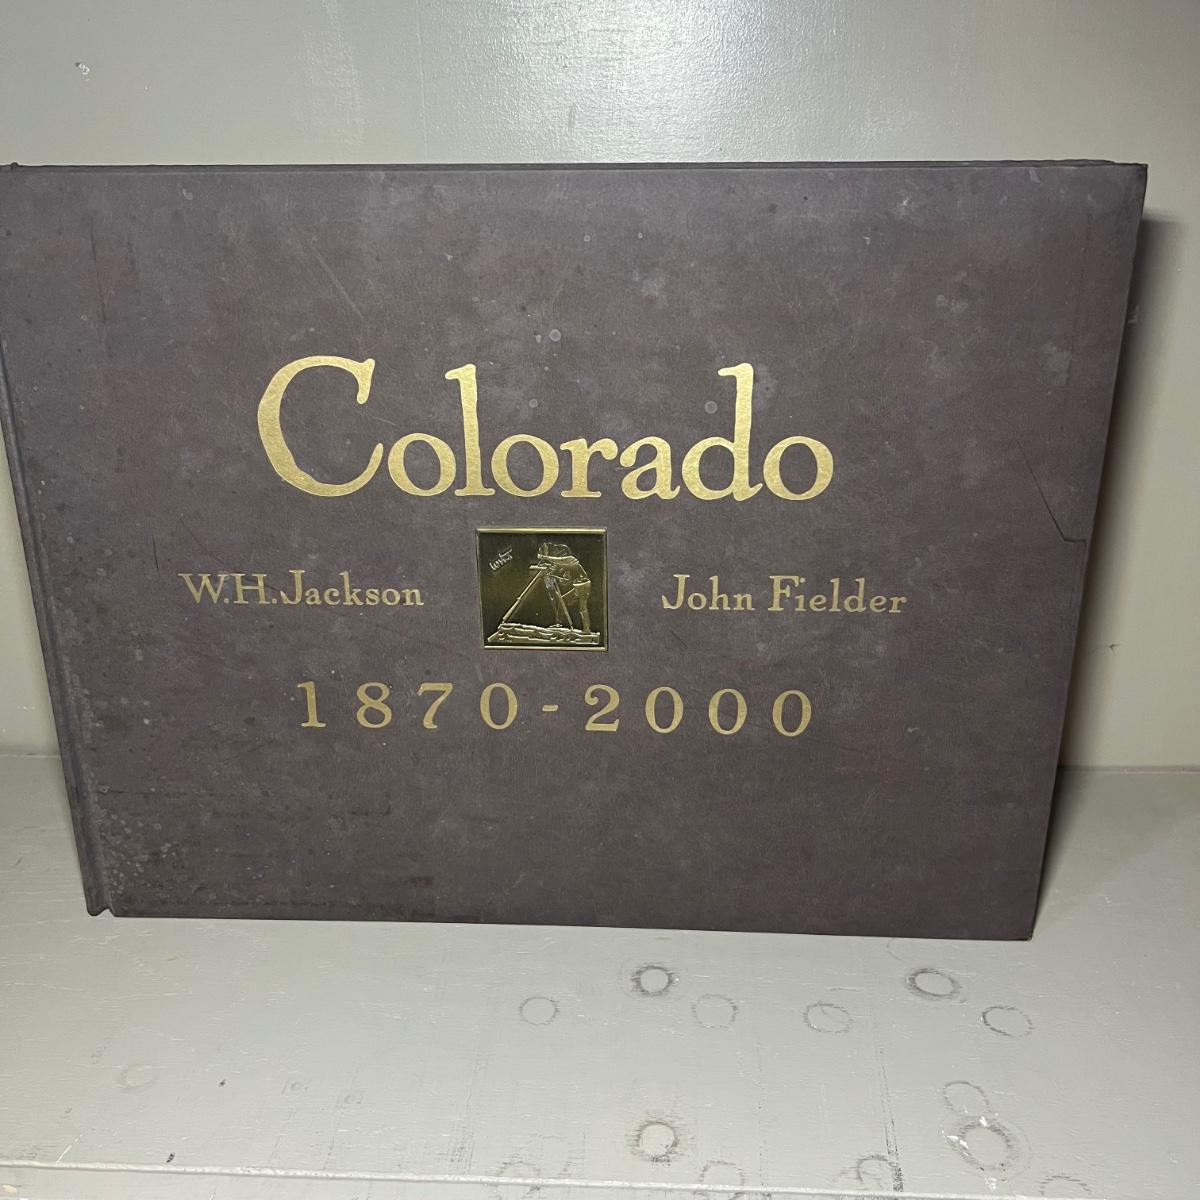 Colorado
W.H. Jackson
John Fielder
1870-2000